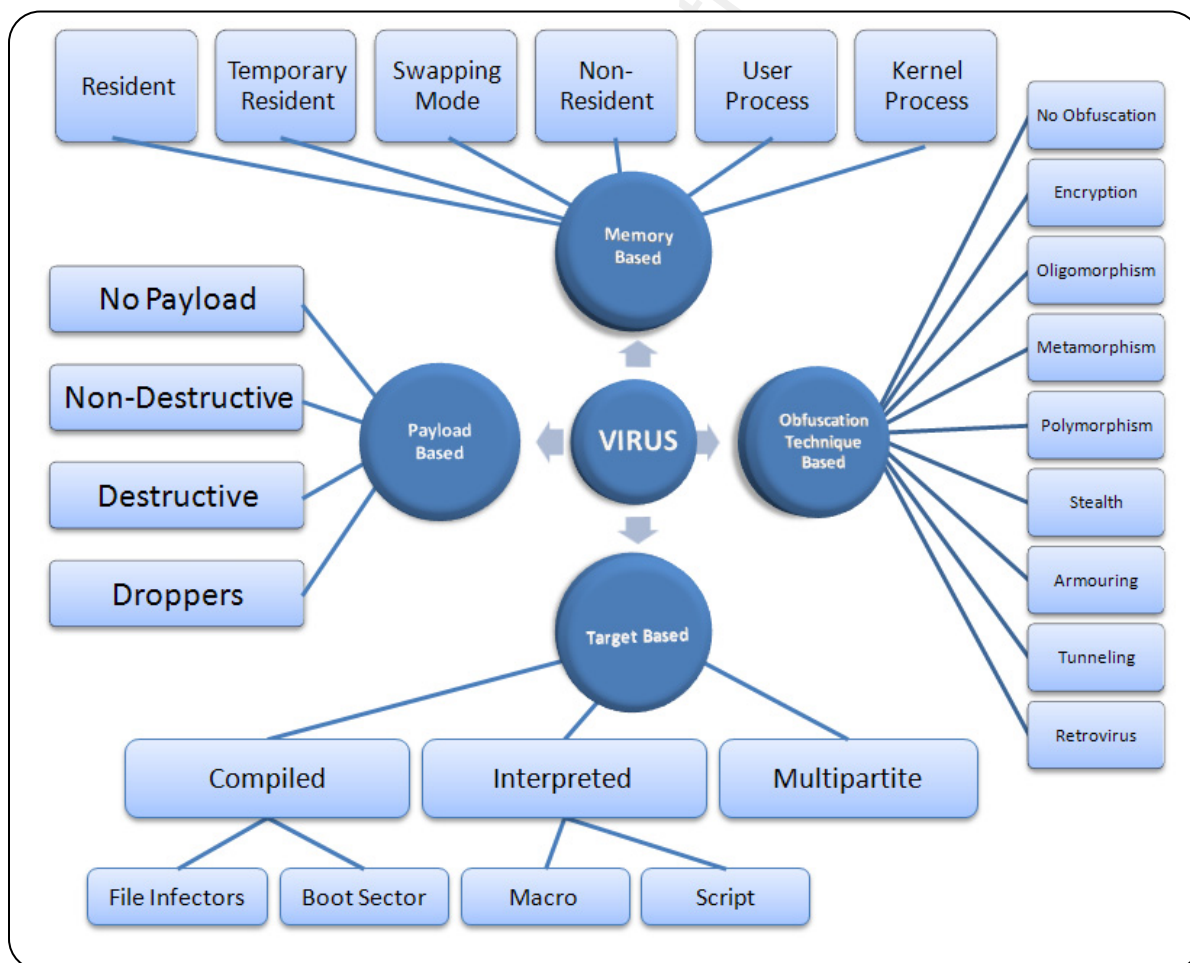 Resident
Temporary
Resident
Swapping
Mode
Non-
Resident
User
Process
Kernel
Process
Memory
Based
No Obfuscation
Encryption
Oligomorphism
Metamorphism
Polymorphism
Stealth
Armouring
Tunneling
Retrovirus
No Payload
Non-Destructive
Destructive
Droppers
Payload
Based
VIRUS
Obfuscation
Technique
Based
Target Based
Compiled
Interpreted
Multipartite
File Infectors
Boot Sector
Macro
Script